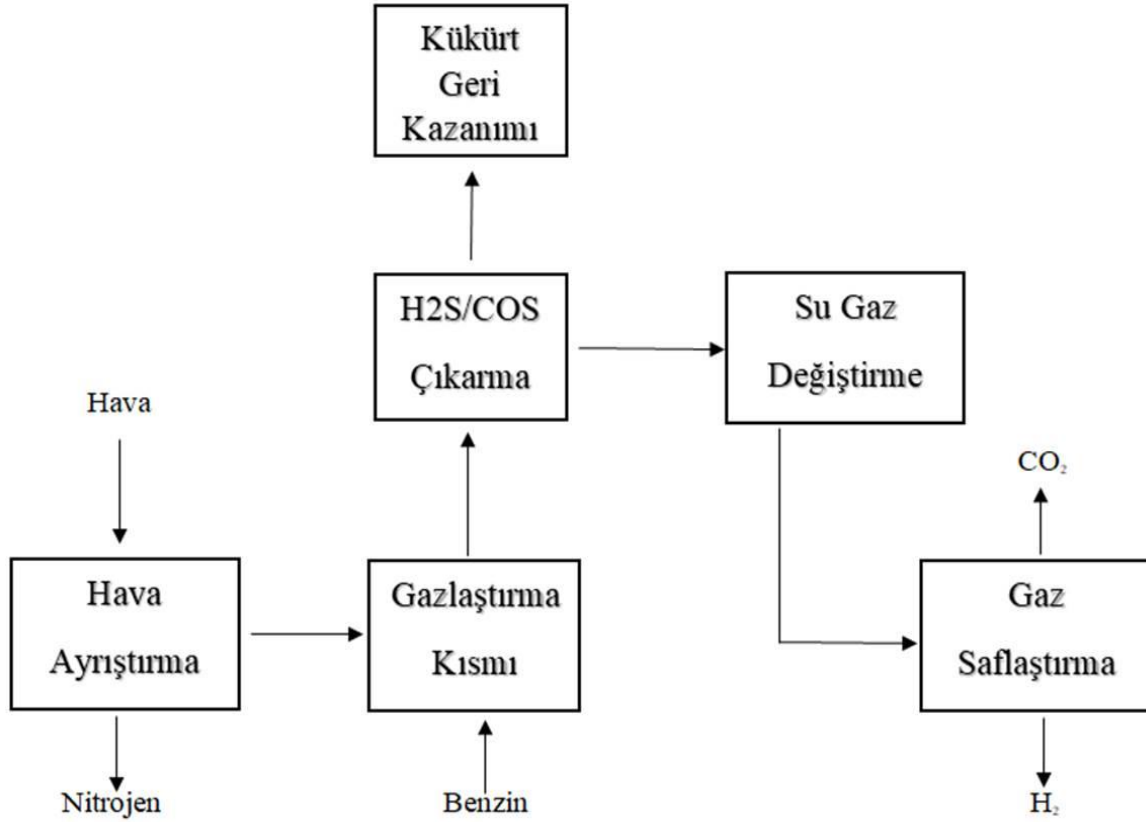 Kükürt
Geri
Kazanımı
H2S/COS
Çıkarma
Su Gaz
Değiştirme
Hava
CO₂
Hava
Ayrıştırma
Gazlaştırma
Kısmı
Gaz
Saflaştırma
Nitrojen
Benzin
H₂